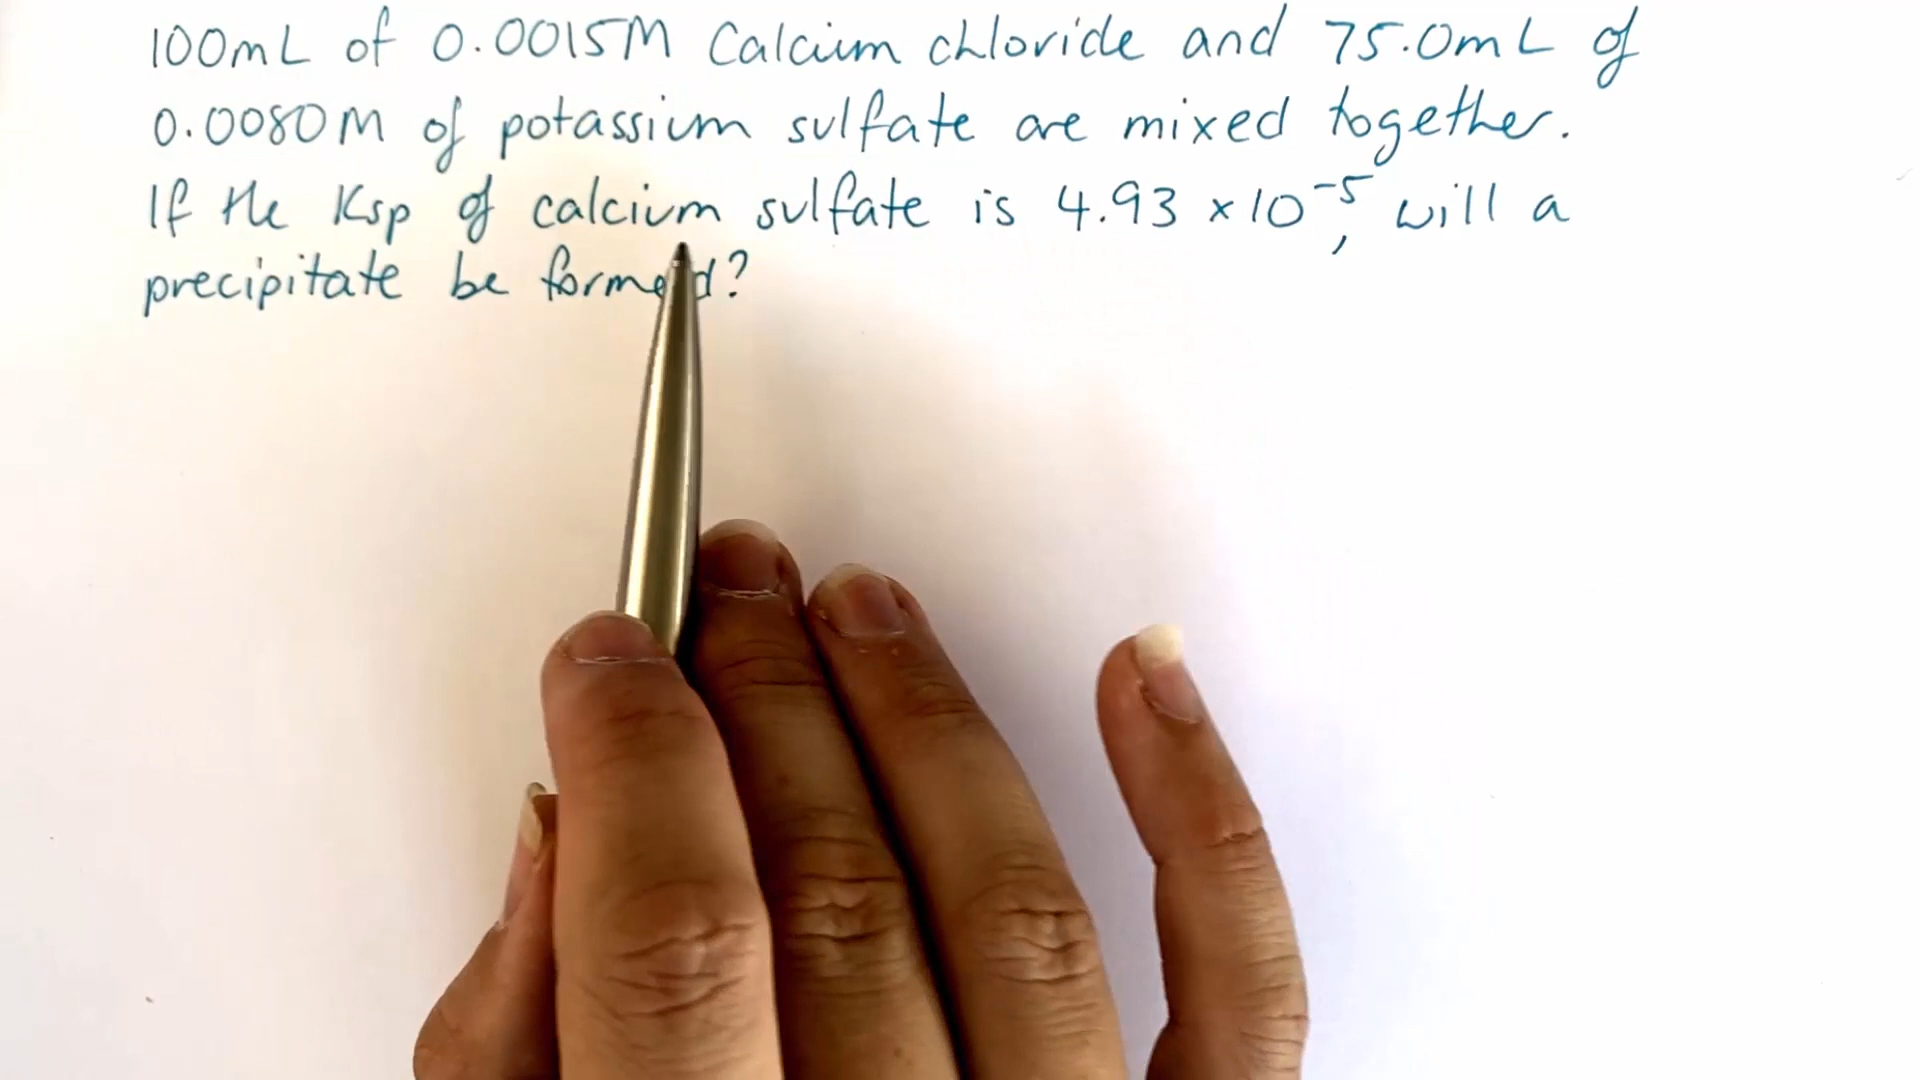 100mL of 0.0015M Calcium chloride and 75.0mL of
0.0080M of potassium sulfate are mixed together.
If the Ksp of calcium sulfate is 4.93 x10⁻⁵, will a
precipitate be formed?